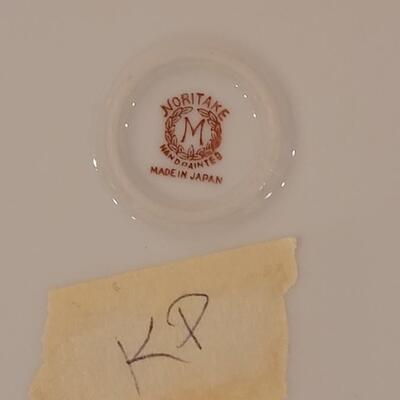 NORITAKE
M
HANDPAINTED
MADE IN JAPAN
KP